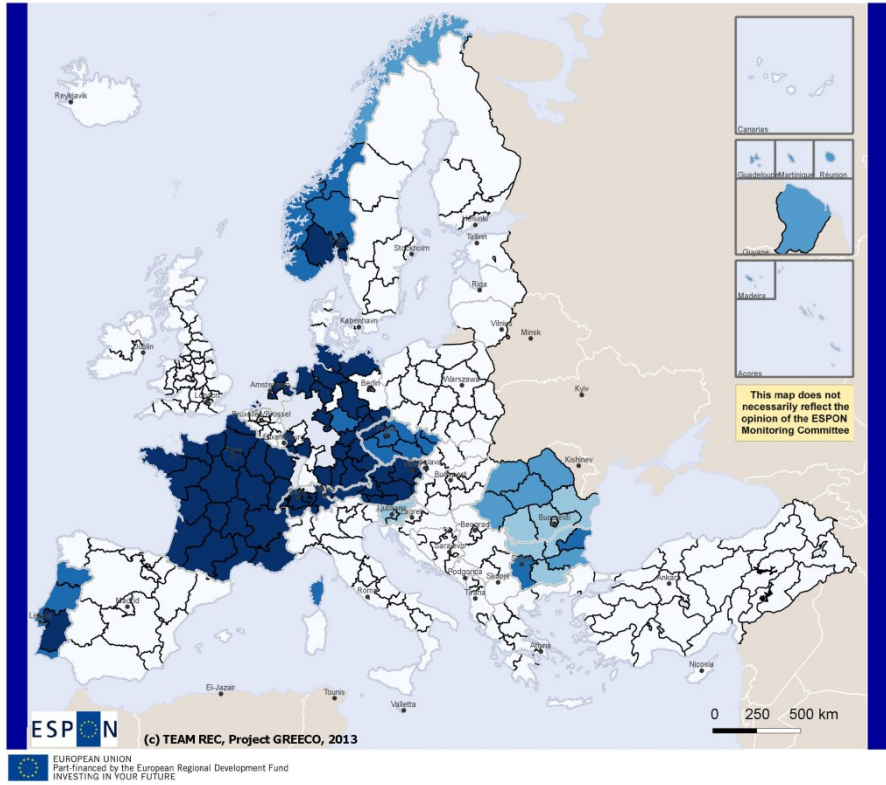 Reykjavik
Canarias
Guadeloupe
Martinique
Réunion
Guyane
Madeira
Acores
Helsinki
Tallinn
Stockholm
Riga
København
Vilnius
Minsk
Dublin
Amsterdam
Berlin
Warszawa
London
Kyiv
This map does not
necessarily reflect the
opinion of the ESPON
Monitoring Committee
Bruxelles/Brussel
Kishinev
Budapest
Ljubljana
Zagreb
Bucuresti
Beograd
Sarajevo
Podgorica
Skopje
Roma
Tirana
Madrid
Ankara
Athina
Nicosia
El-Jazair
Tounis
Valletta
0 250 500 km
ESPON
(c) TEAM REC, Project GREECO, 2013
EUROPEAN UNION
Part-financed by the European Regional Development Fund
INVESTING IN YOUR FUTURE